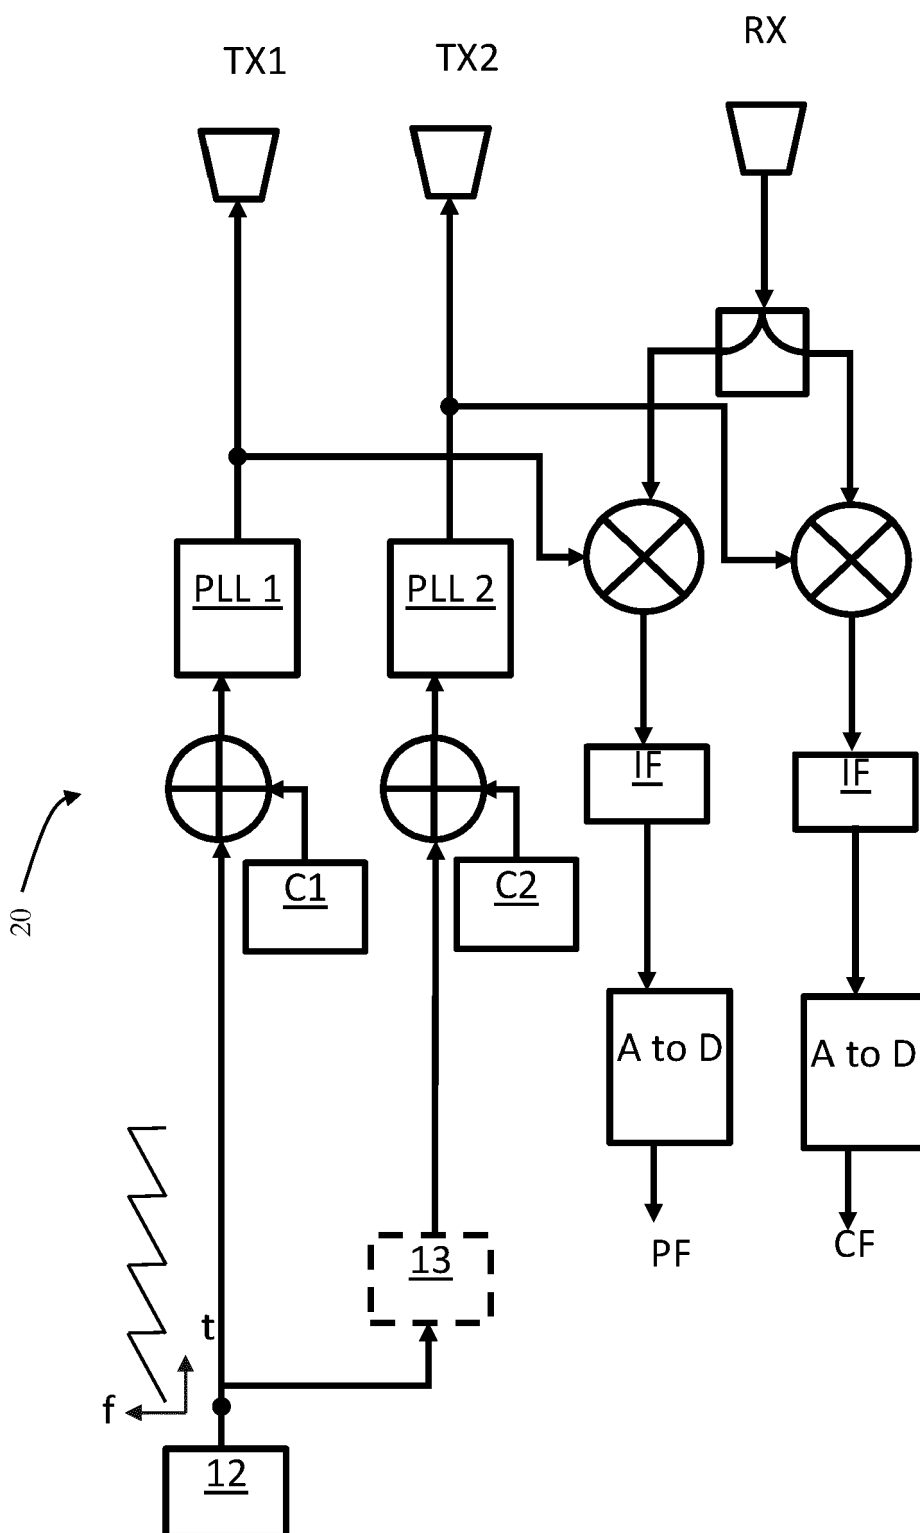 TX1
TX2
RX
PLL 1
PLL 2
IF
IF
C1
C2
20
A to D
A to D
PF
CF
13
t
f
12